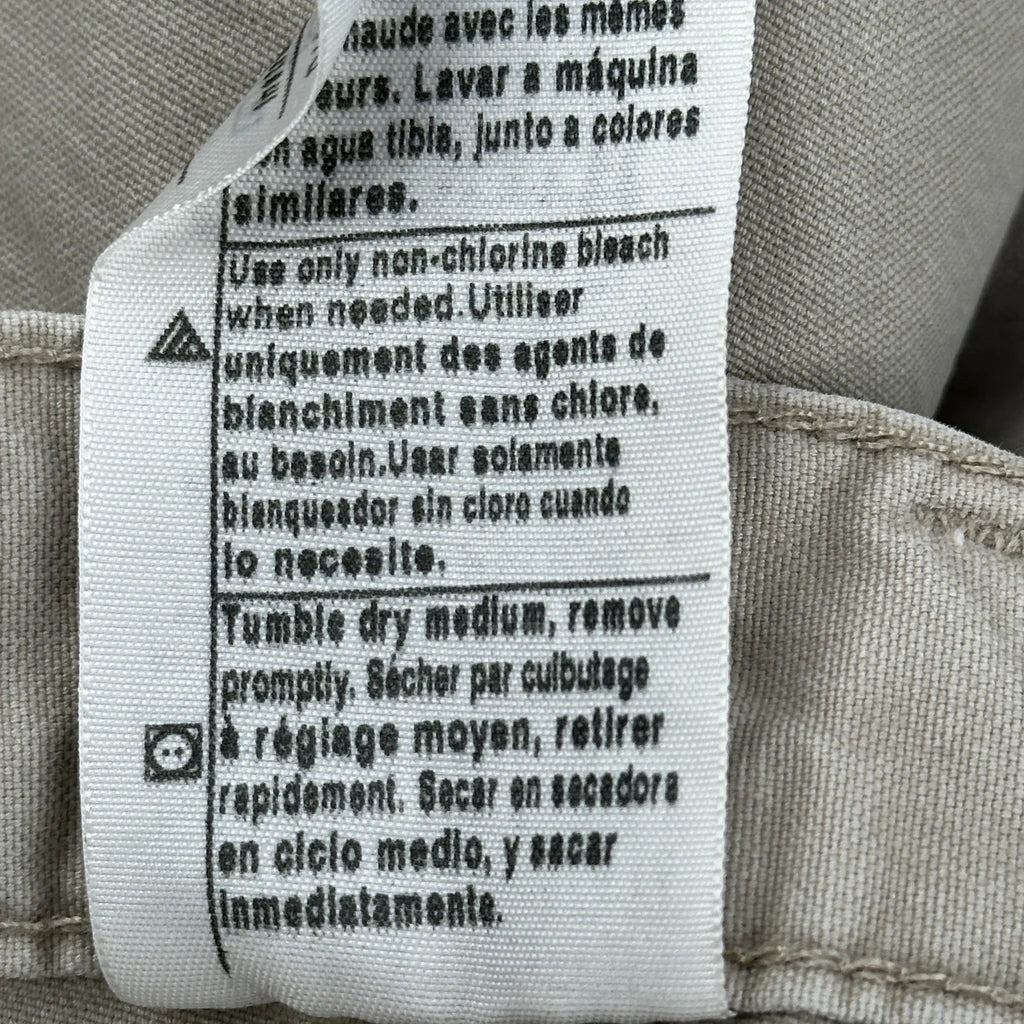 avec les mêmes
Lavar a máquina
agua tibia, junto a colores
similares.
Use only non-chlorine bleach
when needed.Utiliser
uniquement des agents de
blanchiment sans chlore,
au besoin.Usar solamente
blanqueador sin cloro cuando
lo necesite.
Tumble dry medium, remove
promptly. Sécher par culbutage
à réglage moyen, retirer
rapidement. Secar en secadora
en ciclo medio, y sacar
inmediatamente.